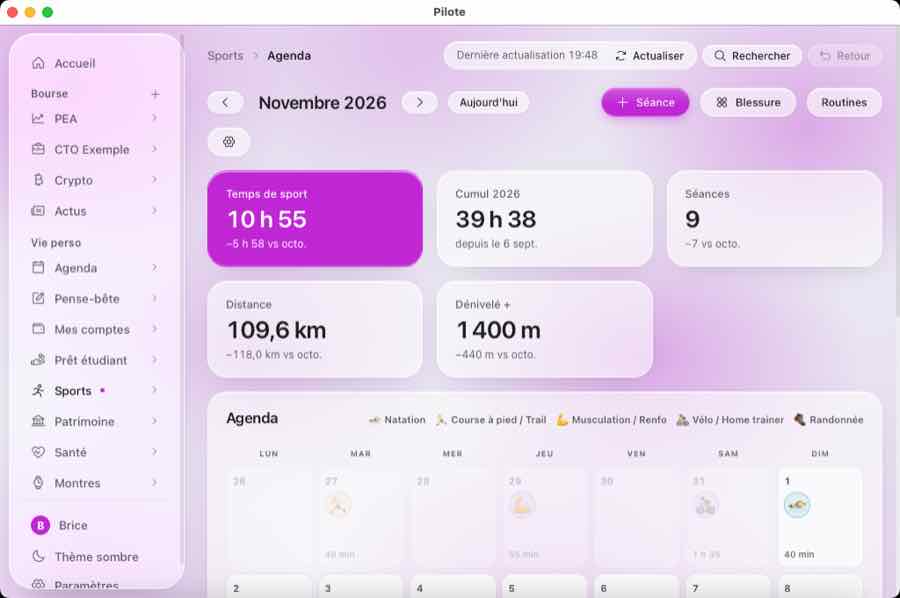 Pilote
Accueil
Bourse
PEA
CTO Exemple
Crypto
Actus
Vie perso
Agenda
Pense-bête
Mes comptes
Prêt étudiant
Sports
Patrimoine
Santé
Montres
B Brice
Thème sombre
Paramètres
Sports > Agenda
Dernière actualisation 19:48 Actualiser Rechercher Retour
Novembre 2026 Aujourd'hui + Séance Blessure Routines
Temps de sport
10 h 55
−5 h 58 vs octo.
Cumul 2026
39 h 38
depuis le 6 sept.
Séances
9
−7 vs octo.
Distance
109,6 km
−118,0 km vs octo.
Dénivelé +
1 400 m
−440 m vs octo.
Agenda
Natation Course à pied / Trail Musculation / Renfo Vélo / Home trainer Randonnée
LUN MAR MER JEU VEN SAM DIM
26 27 28 29 30 31 1
48 min 55 min 1 h 35 40 min
2 3 4 5 6 7 8